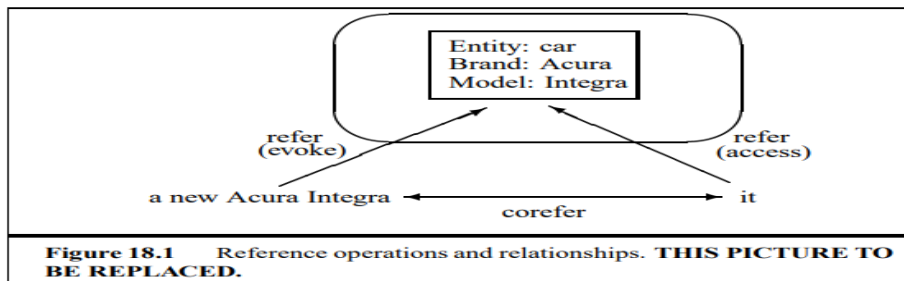 Entity: car
Brand: Acura
Model: Integra
refer
(evoke)
refer
(access)
a new Acura Integra
it
corefer
Figure 18.1 Reference operations and relationships. THIS PICTURE TO
BE REPLACED.